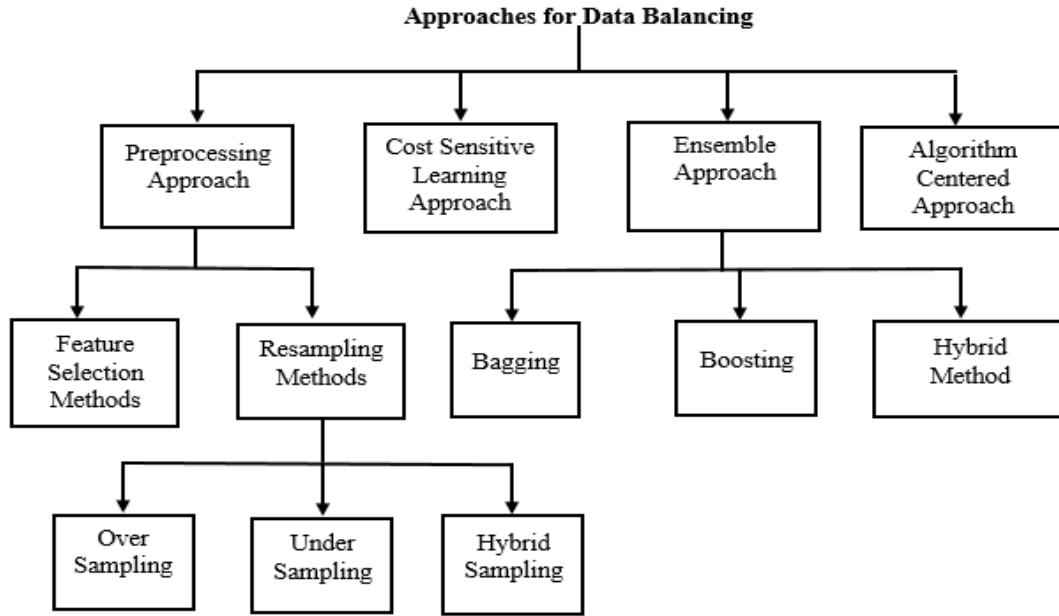 Approaches for Data Balancing
Preprocessing
Approach
Cost Sensitive
Learning
Approach
Ensemble
Approach
Algorithm
Centered
Approach
Feature
Selection
Methods
Resampling
Methods
Bagging
Boosting
Hybrid
Method
Over
Sampling
Under
Sampling
Hybrid
Sampling